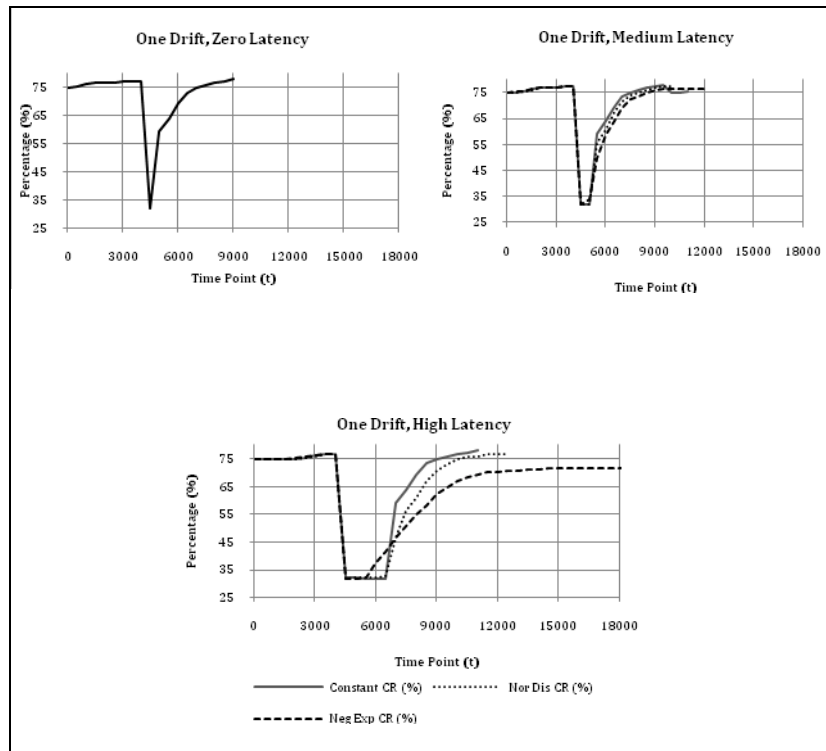 One Drift, Zero Latency
Percentage (%)
75
65
55
45
35
25
0 3000 6000 9000 12000 15000 18000
Time Point (t)
One Drift, Medium Latency
Percentage (%)
75
65
55
45
35
25
0 3000 6000 9000 12000 15000 18000
Time Point (t)
One Drift, High Latency
Percentage (%)
75
65
55
45
35
25
0 3000 6000 9000 12000 15000 18000
Time Point (t)
Constant CR (%) Nor Dis CR (%)
Neg Exp CR (%)